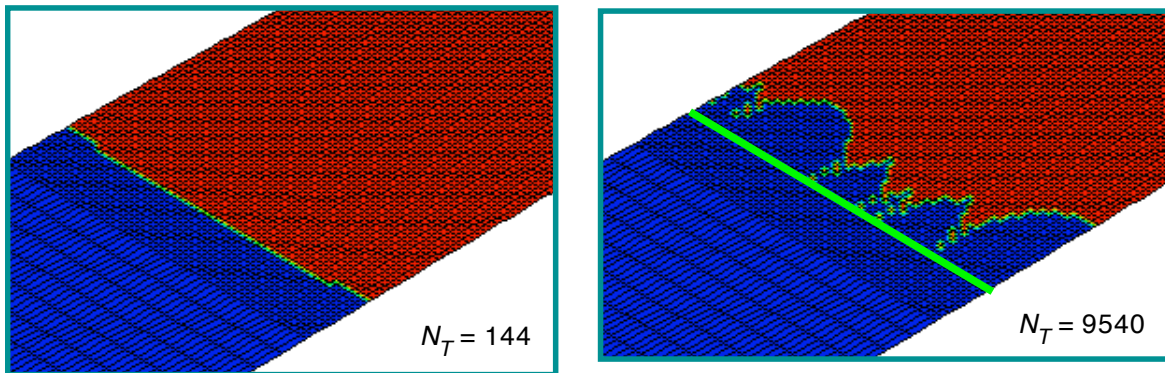 N_T = 144
N_T = 9540